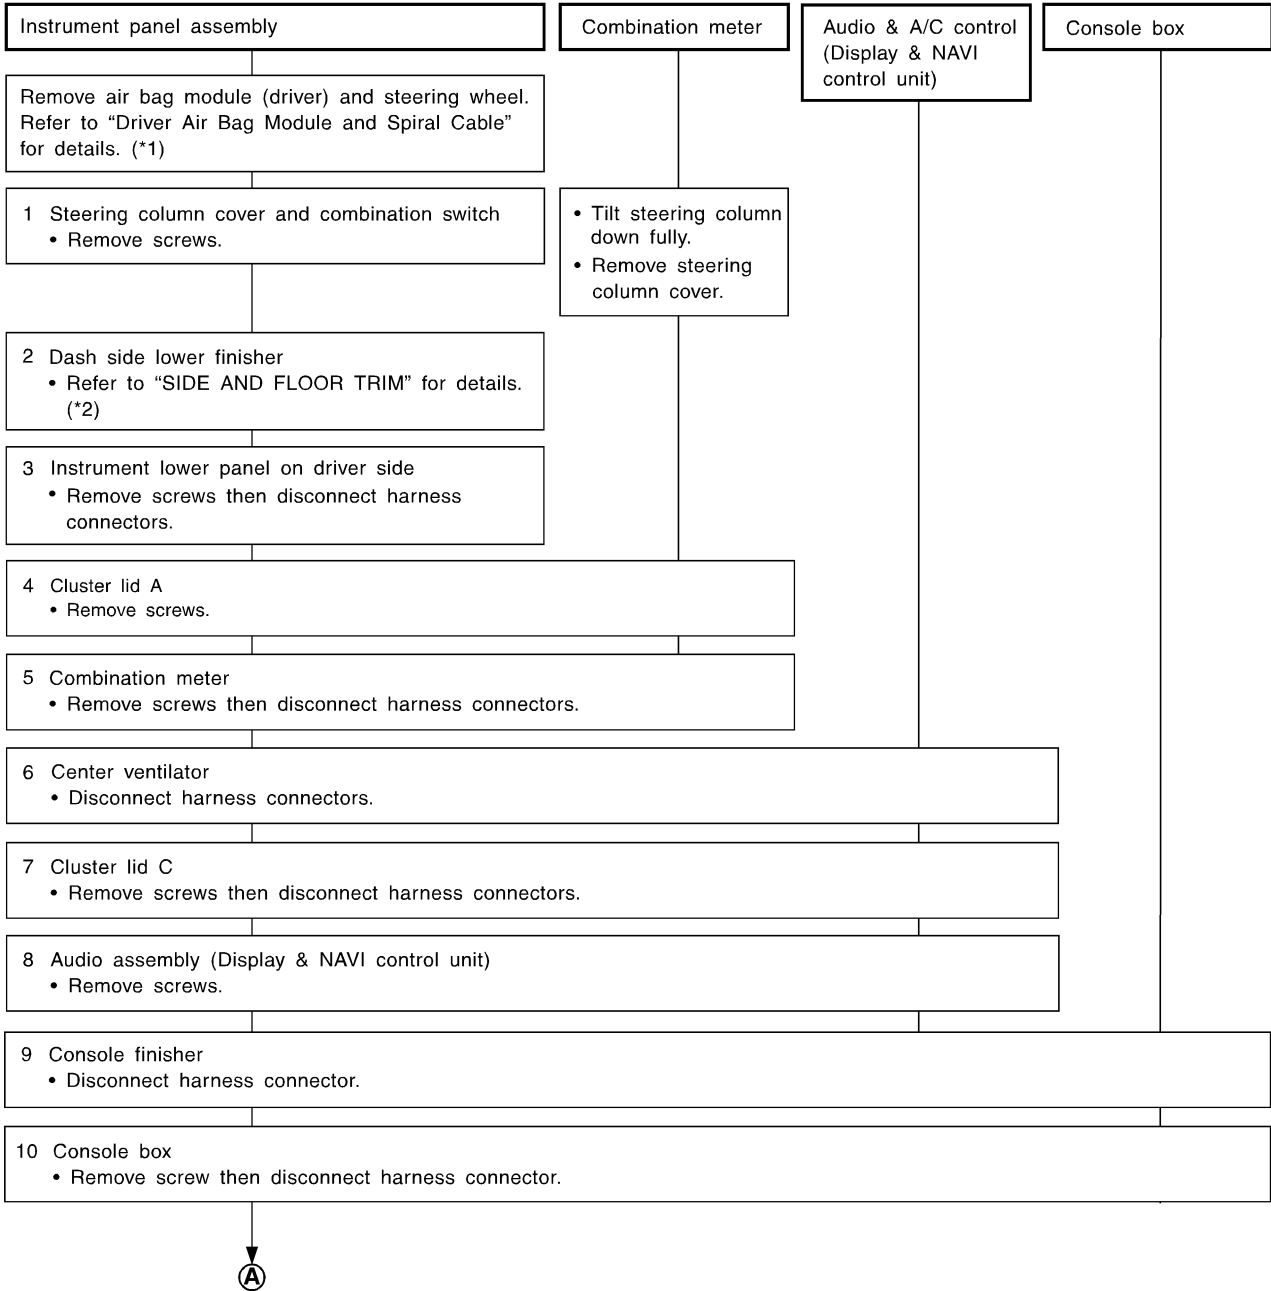 Instrument panel assembly
Combination meter
Audio & A/C control
(Display & NAVI
control unit)
Console box
Remove air bag module (driver) and steering wheel.
Refer to “Driver Air Bag Module and Spiral Cable”
for details. (*1)
1 Steering column cover and combination switch
• Remove screws.
• Tilt steering column
down fully.
• Remove steering
column cover.
2 Dash side lower finisher
• Refer to “SIDE AND FLOOR TRIM” for details.
(*2)
3 Instrument lower panel on driver side
• Remove screws then disconnect harness
connectors.
4 Cluster lid A
• Remove screws.
5 Combination meter
• Remove screws then disconnect harness connectors.
6 Center ventilator
• Disconnect harness connectors.
7 Cluster lid C
• Remove screws then disconnect harness connectors.
8 Audio assembly (Display & NAVI control unit)
• Remove screws.
9 Console finisher
• Disconnect harness connector.
10 Console box
• Remove screw then disconnect harness connector.
A